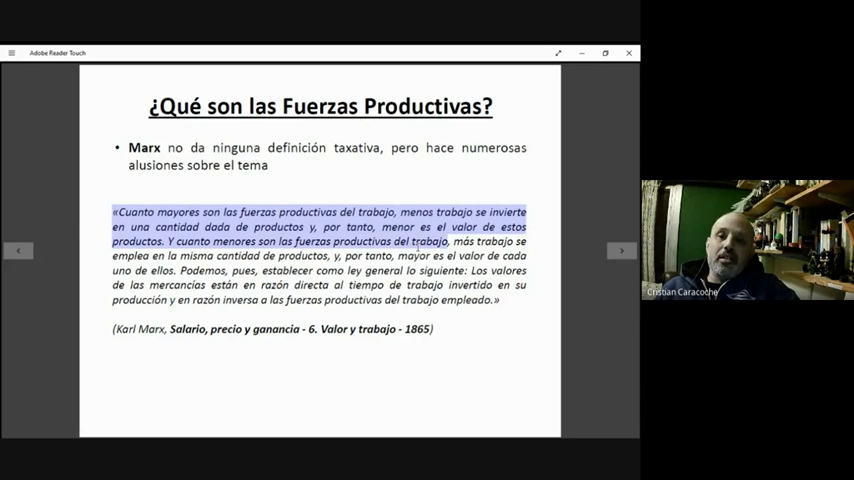 Adobe Reader Touch
¿Qué son las Fuerzas Productivas?
• Marx no da ninguna definición taxativa, pero hace numerosas
alusiones sobre el tema
«Cuanto mayores son las fuerzas productivas del trabajo, menos trabajo se invierte
en una cantidad dada de productos y, por tanto, menor es el valor de estos
productos. Y cuanto menores son las fuerzas productivas del trabajo, más trabajo se
emplea en la misma cantidad de productos, y, por tanto, mayor es el valor de cada
uno de ellos. Podemos, pues, establecer como ley general lo siguiente: Los valores
de las mercancías están en razón directa al tiempo de trabajo invertido en su
producción y en razón inversa a las fuerzas productivas del trabajo empleado.»
(Karl Marx, Salario, precio y ganancia - 6. Valor y trabajo - 1865)
Cristian Caracoche